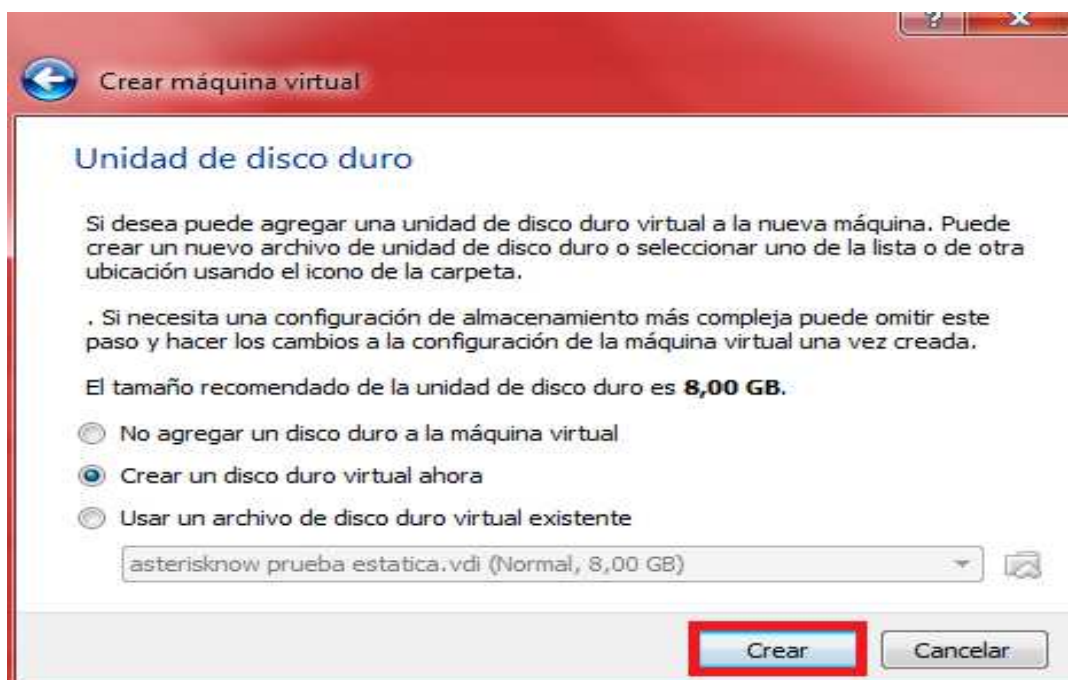 Crear máquina virtual
Unidad de disco duro
Si desea puede agregar una unidad de disco duro virtual a la nueva máquina. Puede
crear un nuevo archivo de unidad de disco duro o seleccionar uno de la lista o de otra
ubicación usando el icono de la carpeta.
. Si necesita una configuración de almacenamiento más compleja puede omitir este
paso y hacer los cambios a la configuración de la máquina virtual una vez creada.
El tamaño recomendado de la unidad de disco duro es 8,00 GB.
No agregar un disco duro a la máquina virtual
Crear un disco duro virtual ahora
Usar un archivo de disco duro virtual existente
asterisknow prueba estatica.vdi (Normal, 8,00 GB)
Crear Cancelar